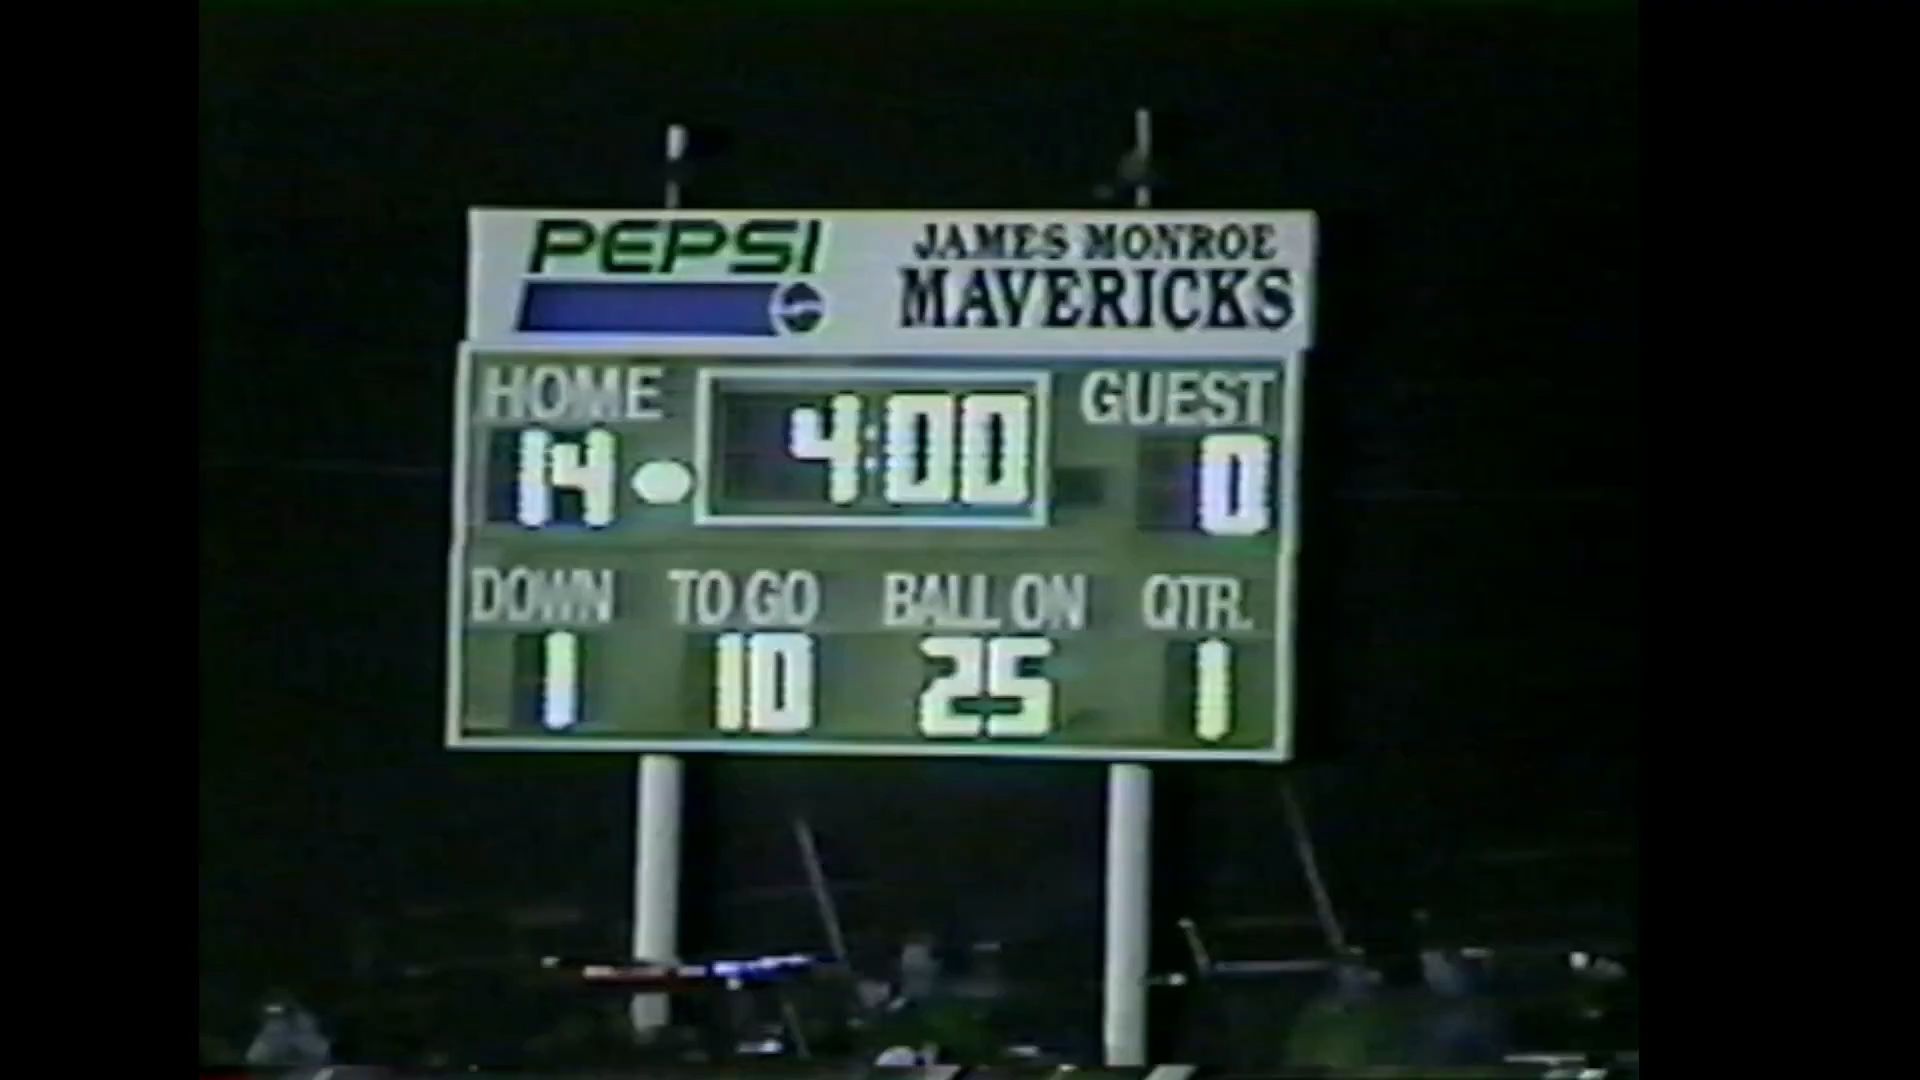 PEPSI
JAMES MONROE
MAVERICKS
HOME 4:00 GUEST
14 0
DOWN TO GO BALL ON QTR.
1 10 25 1